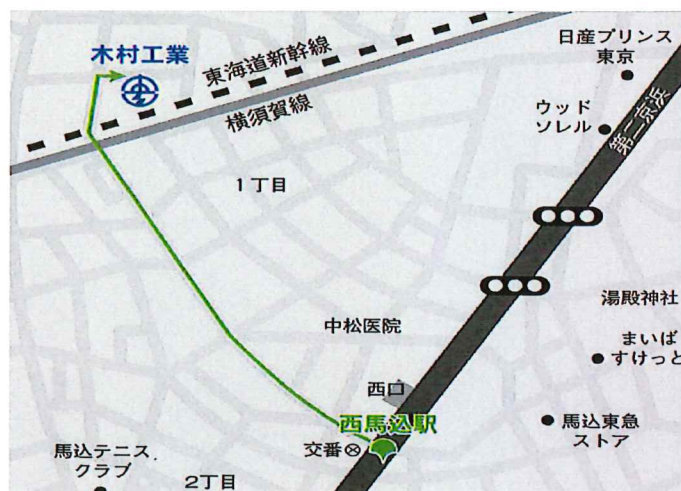 木村工業
東海道新幹線
横須賀線
日産プリンス
東京
ウッド
ソレル
第二京浜
1丁目
湯殿神社
中松医院
まいば
すけっと
西口
西馬込駅
交番
馬込東急
ストア
馬込テニス
クラブ
2丁目